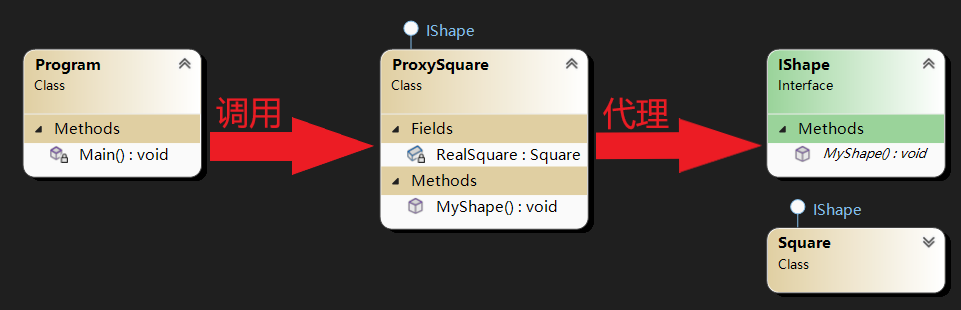 Program
Class
Methods
Main() : void
调用
IShape
ProxySquare
Class
Fields
RealSquare : Square
Methods
MyShape() : void
代理
IShape
Interface
Methods
MyShape() : void
IShape
Square
Class